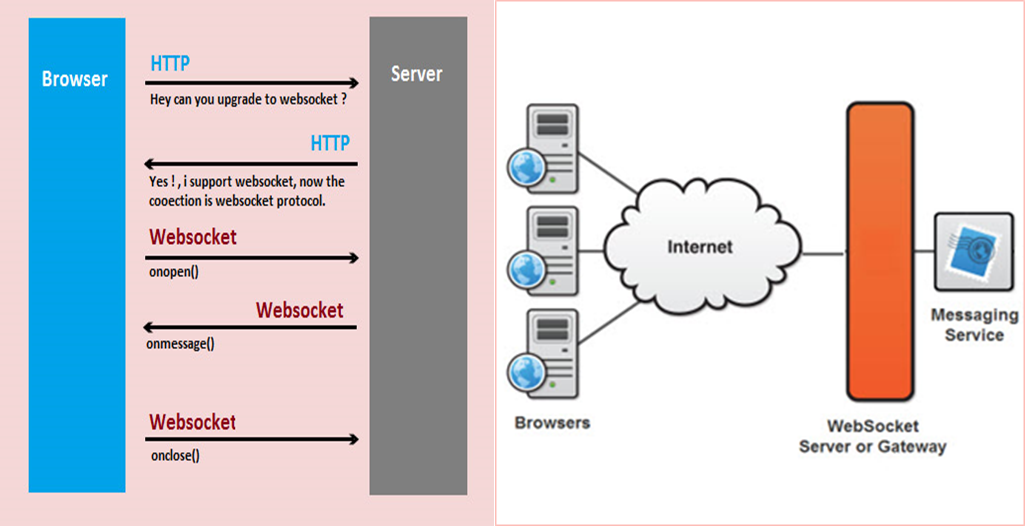 Browser
Server
HTTP
Hey can you upgrade to websocket ?
HTTP
Yes ! , i support websocket, now the
cooection is websocket protocol.
Websocket
onopen()
Websocket
onmessage()
Websocket
onclose()
Internet
Browsers
WebSocket
Server or Gateway
Messaging
Service